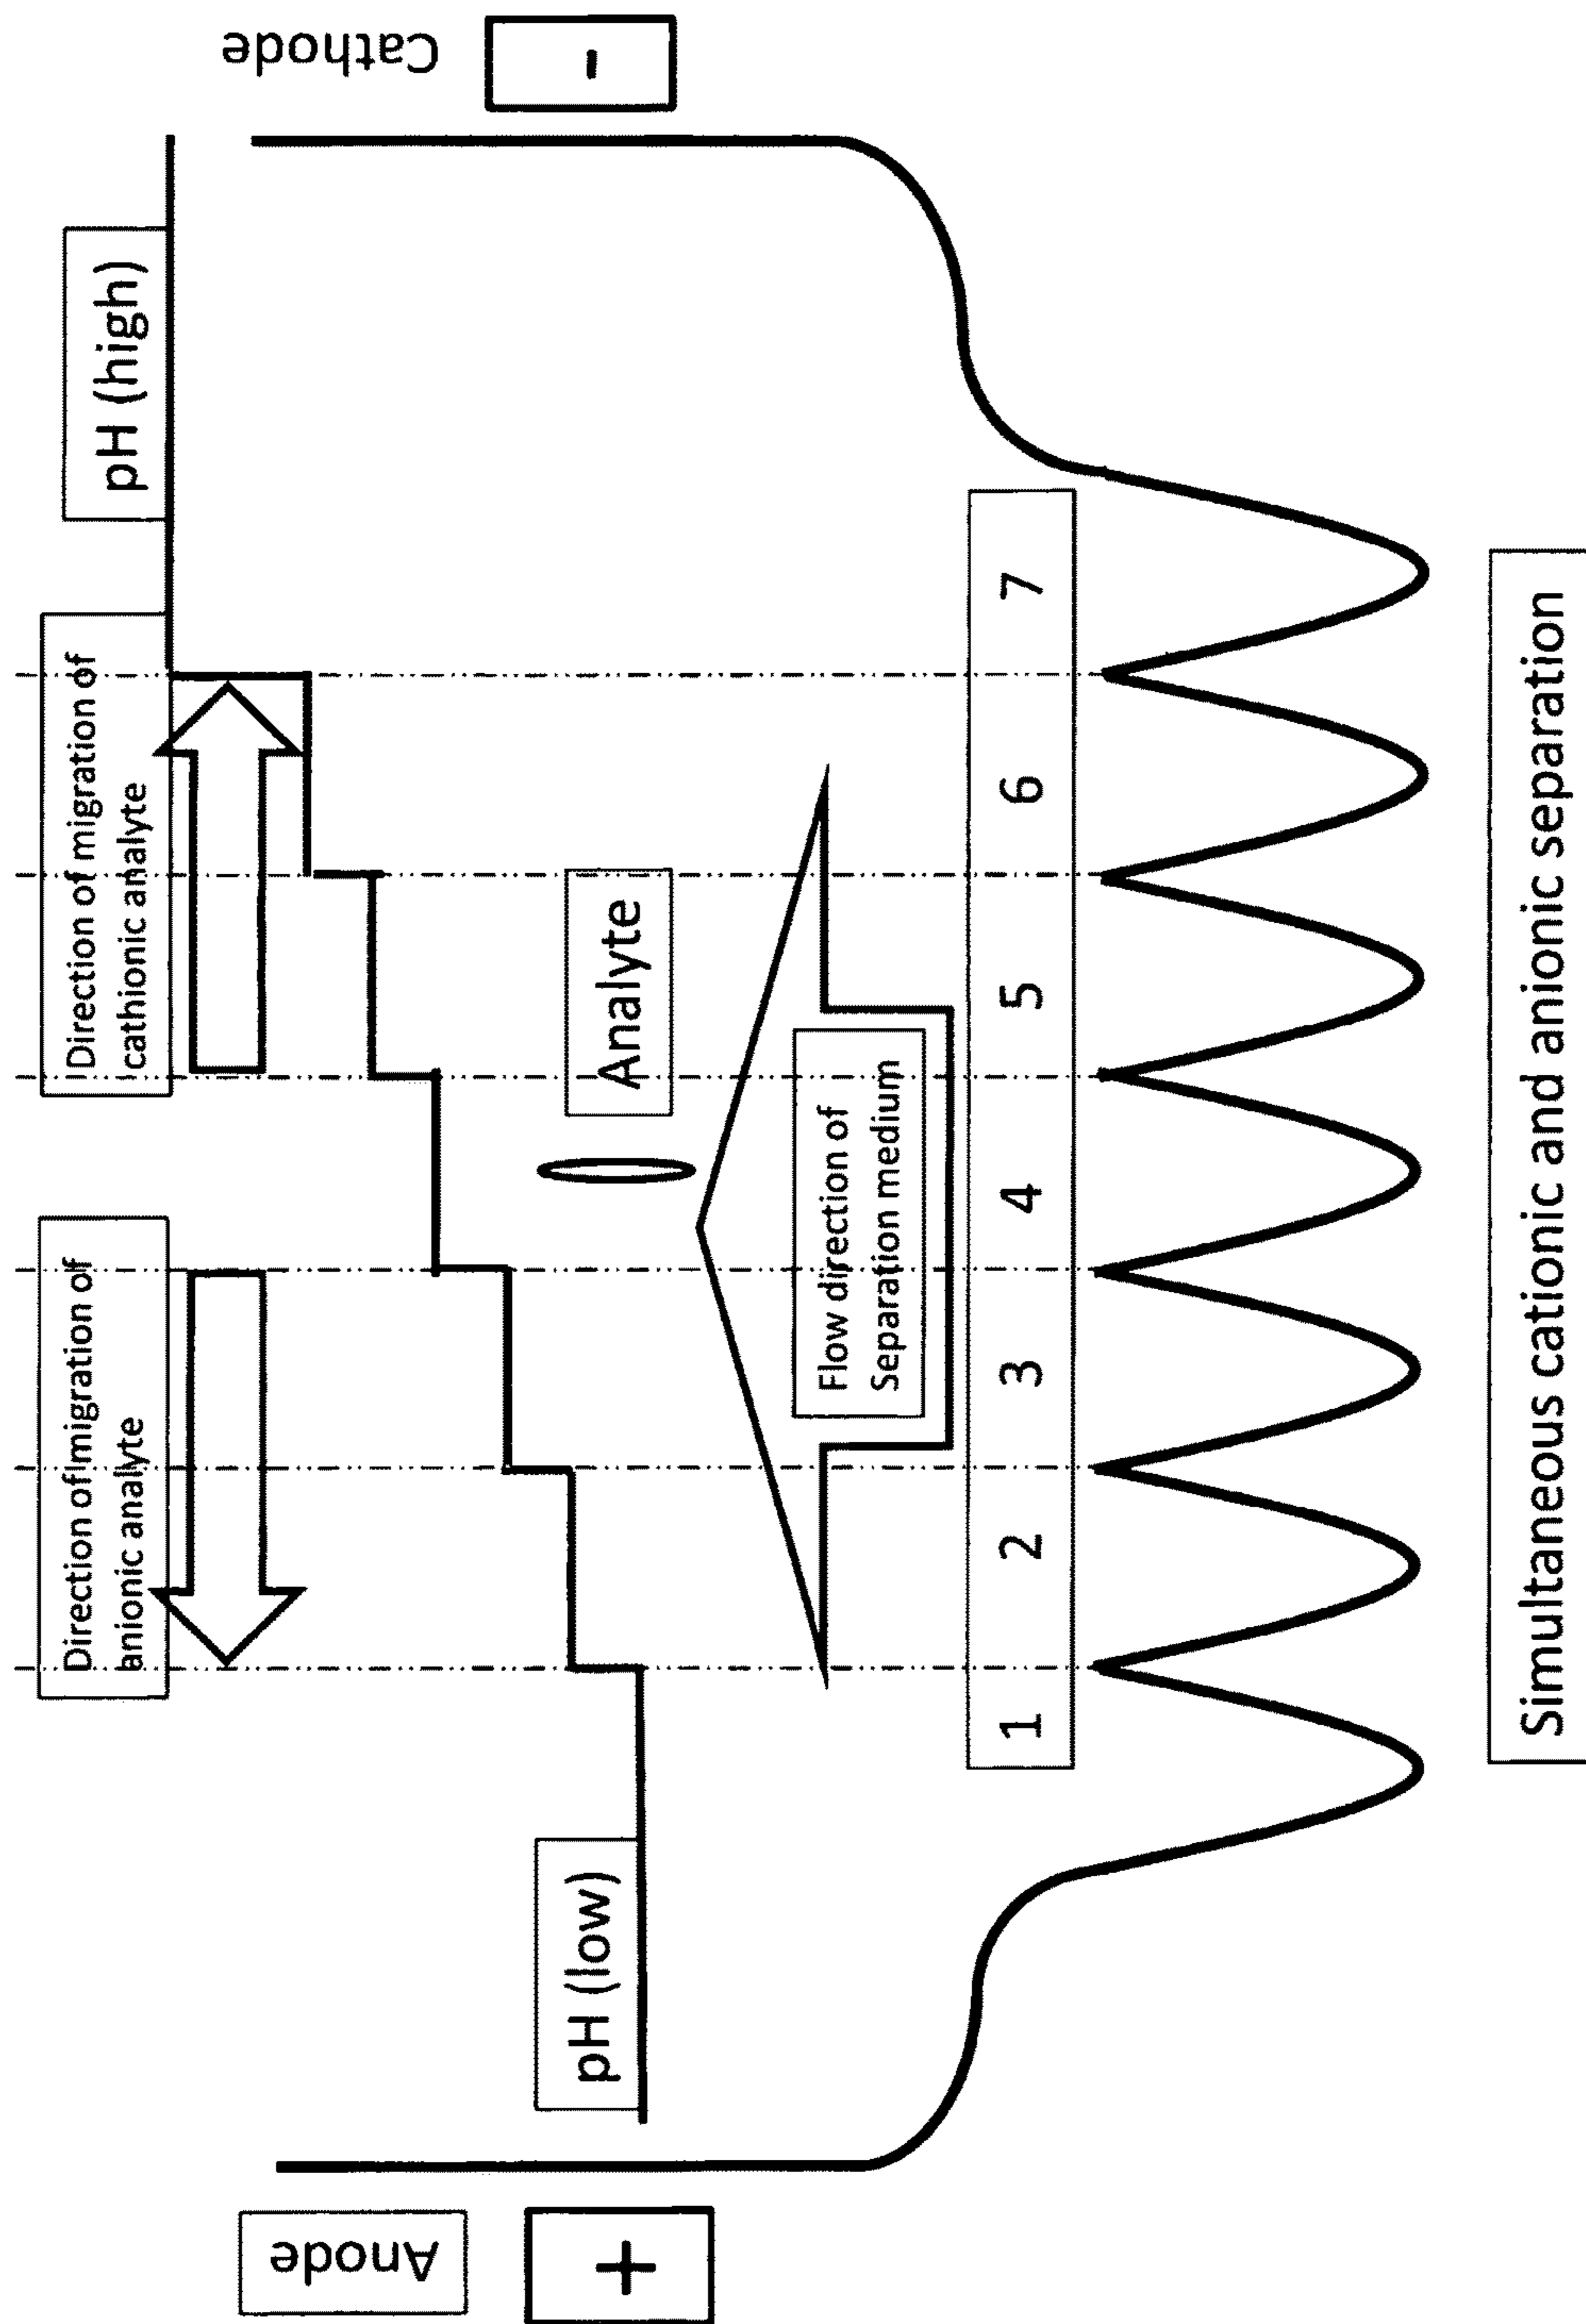 Direction of migration of
anionic analyte
Direction of migration of
cathionic analyte
pH (high)
Anode
Cathode
+
-
pH (low)
Analyte
Flow direction of
Separation medium
1 2 3 4 5 6 7
Simultaneous cationic and anionic separation